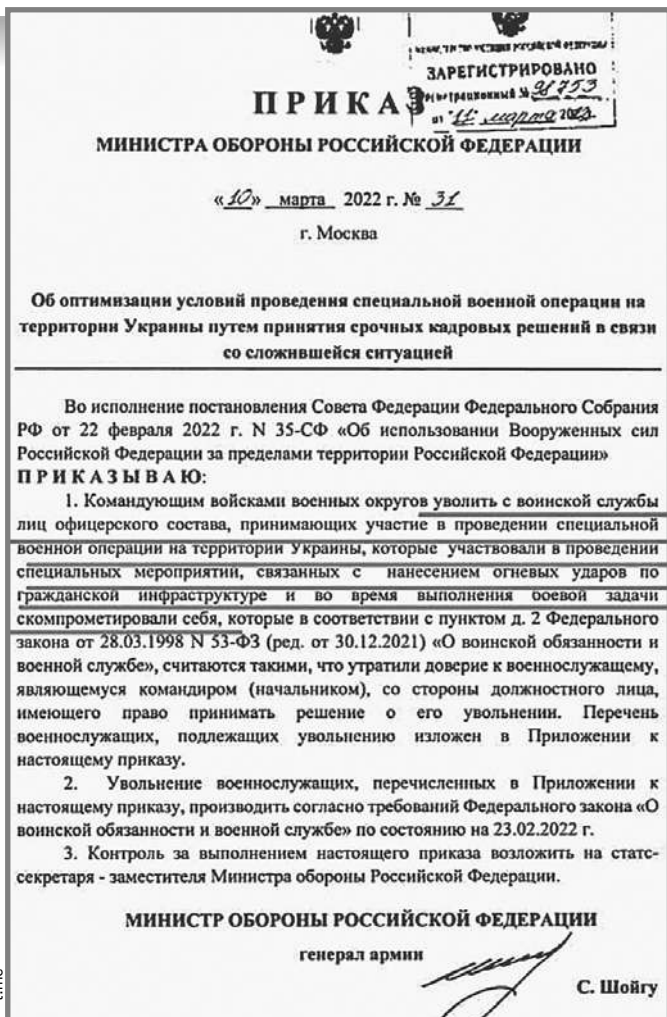 ЗАРЕГИСТРИРОВАНО
Регистрационный № 98753
от "11" марта 2023.
ПРИКАЗ
МИНИСТРА ОБОРОНЫ РОССИЙСКОЙ ФЕДЕРАЦИИ
«10» марта 2022 г. № 31
г. Москва
Об оптимизации условий проведения специальной военной операции на
территории Украины путем принятия срочных кадровых решений в связи
со сложившейся ситуацией
Во исполнение постановления Совета Федерации Федерального Собрания
РФ от 22 февраля 2022 г. N 35-СФ «Об использовании Вооруженных сил
Российской Федерации за пределами территории Российской Федерации»
ПРИКАЗЫВАЮ:
1. Командующим войсками военных округов уволить с воинской службы
лиц офицерского состава, принимающих участие в проведении специальной
военной операции на территории Украины, которые участвовали в проведении
специальных мероприятий, связанных с нанесением огневых ударов по
гражданской инфраструктуре и во время выполнения боевой задачи
скомпрометировали себя, которые в соответствии с пунктом д. 2 Федерального
закона от 28.03.1998 N 53-ФЗ (ред. от 30.12.2021) «О воинской обязанности и
военной службе», считаются такими, что утратили доверие к военнослужащему,
являющемуся командиром (начальником), со стороны должностного лица,
имеющего право принимать решение о его увольнении. Перечень
военнослужащих, подлежащих увольнению изложен в Приложении к
настоящему приказу.
2. Увольнение военнослужащих, перечисленных в Приложении к
настоящему приказу, производить согласно требований Федерального закона «О
воинской обязанности и военной службе» по состоянию на 23.02.2022 г.
3. Контроль за выполнением настоящего приказа возложить на статс-
секретаря - заместителя Министра обороны Российской Федерации.
МИНИСТР ОБОРОНЫ РОССИЙСКОЙ ФЕДЕРАЦИИ
генерал армии
С. Шойгу